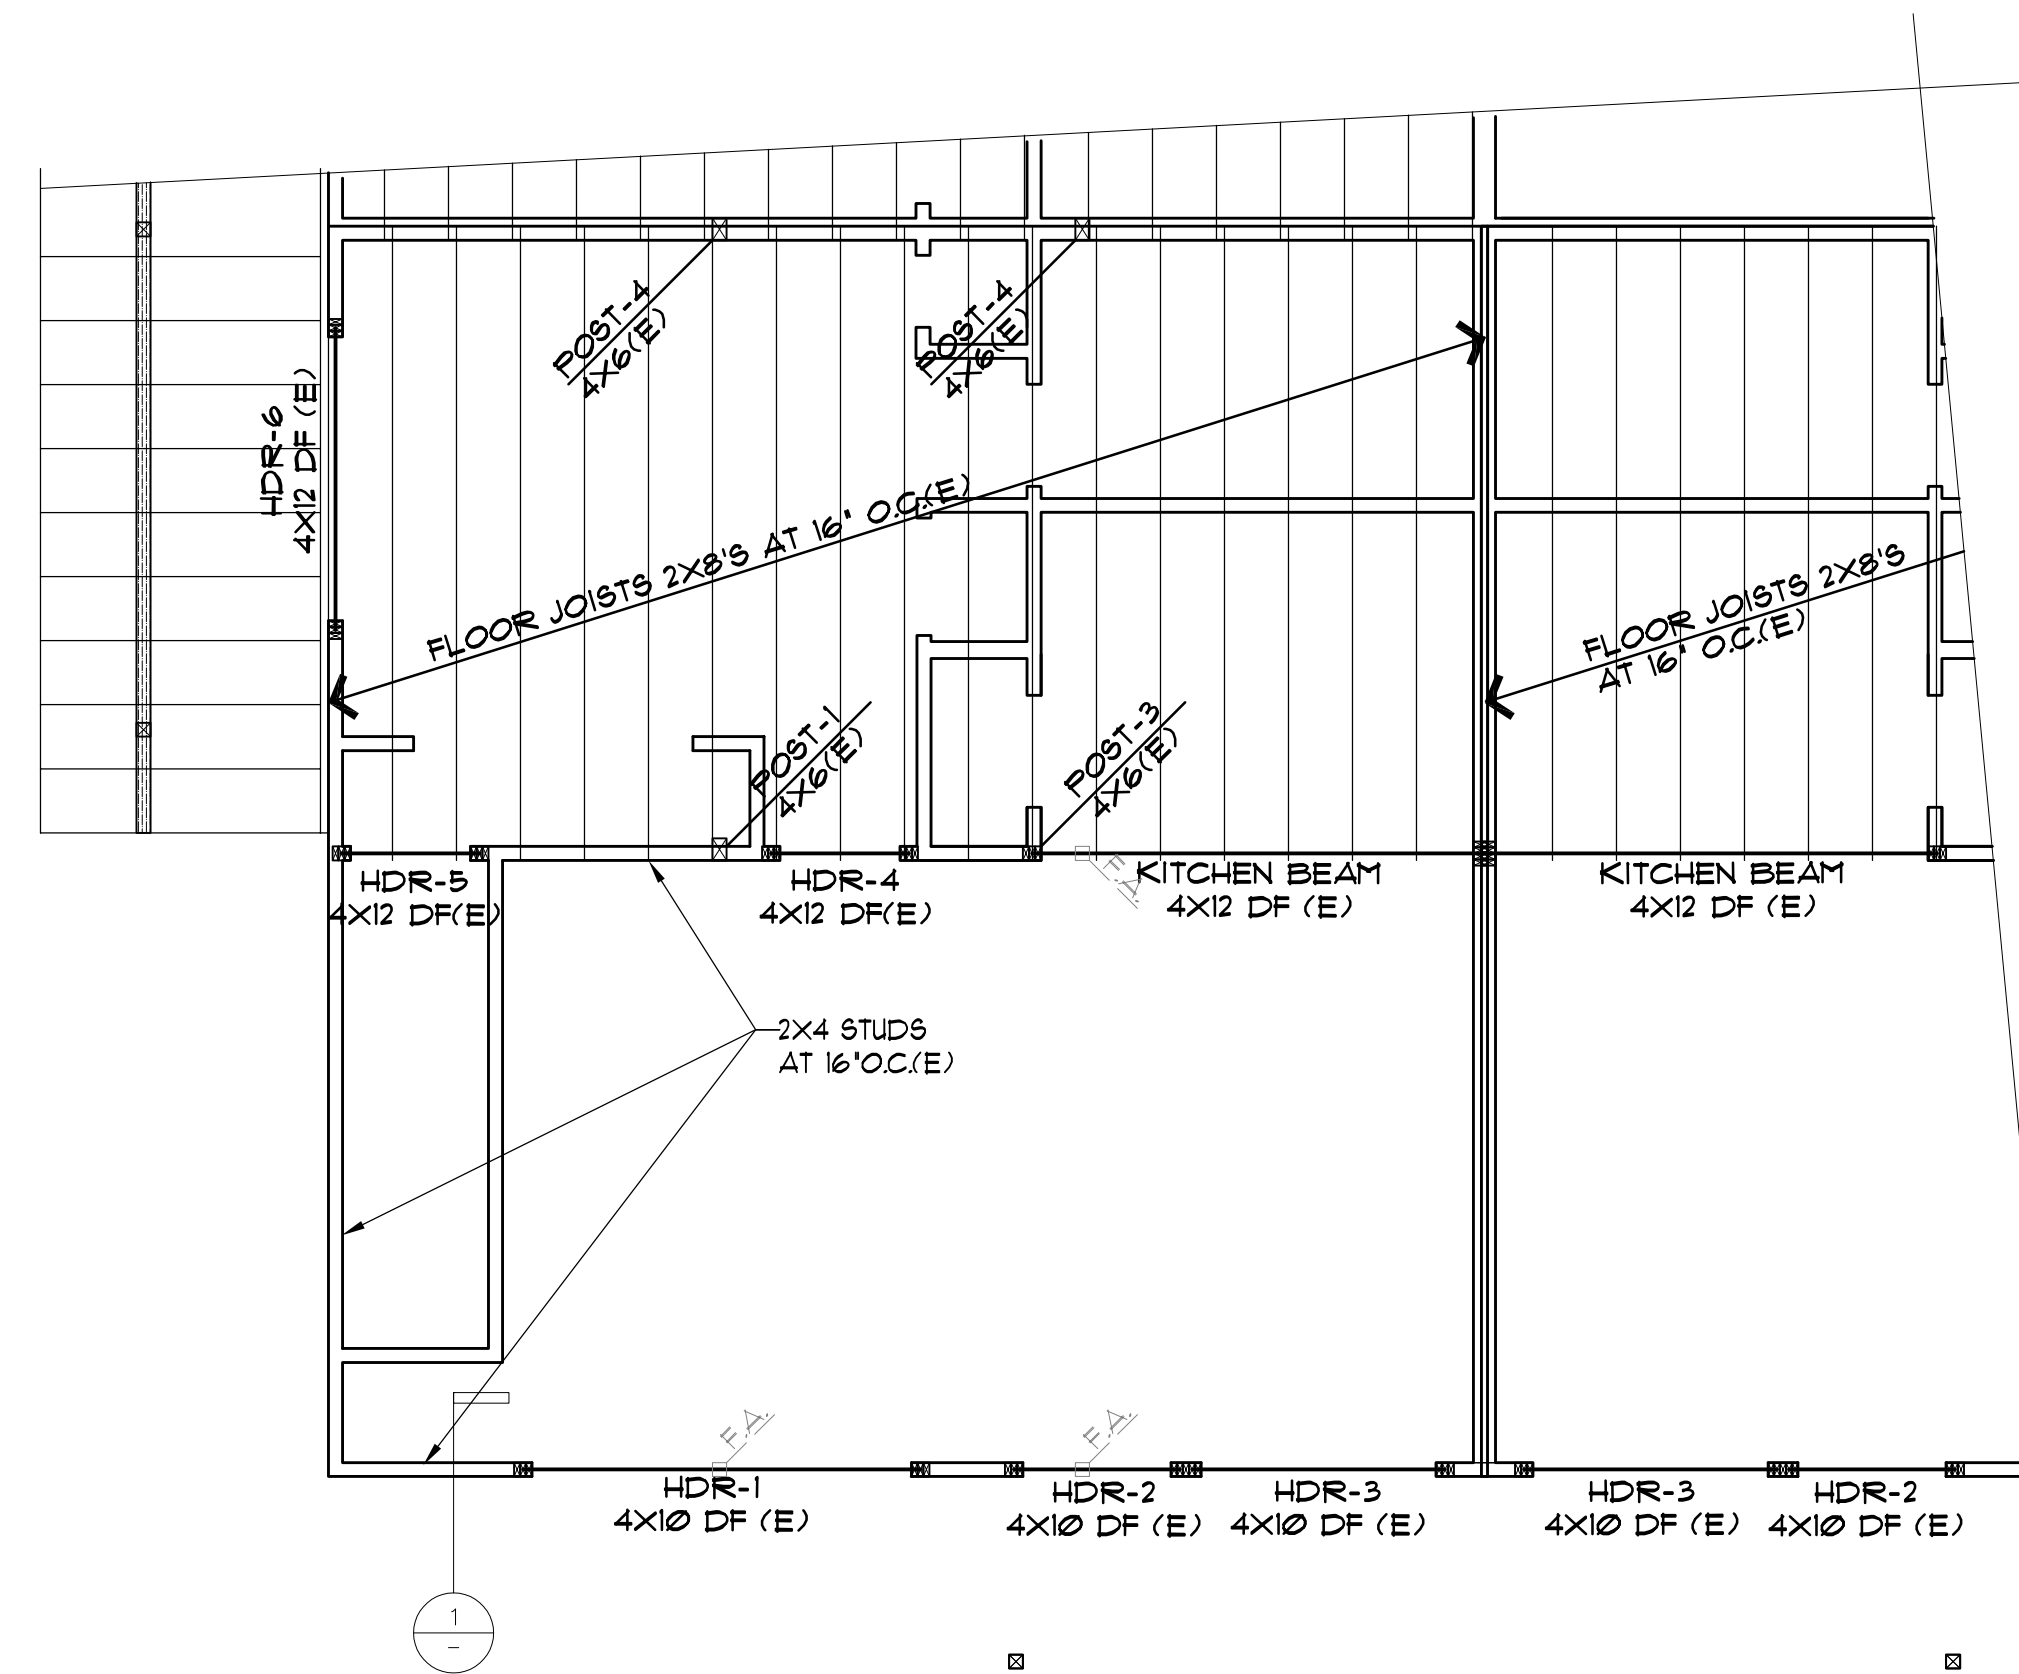 POST-4
4X6(E)
POST-4
4X6(E)
HDR-6
4X12 DF (E)
FLOOR JOISTS 2X8'S AT 16" O.C.(E)
FLOOR JOISTS 2X8'S
AT 16" O.C.(E)
POST-1
4X6(E)
POST-3
4X6(E)
F.A.
HDR-5
4X12 DF(E)
HDR-4
4X12 DF(E)
KITCHEN BEAM
4X12 DF (E)
KITCHEN BEAM
4X12 DF (E)
2X4 STUDS
AT 16"O.C.(E)
F.A.
F.A.
HDR-1
4X10 DF (E)
HDR-2
4X10 DF (E)
HDR-3
4X10 DF (E)
HDR-3
4X10 DF (E)
HDR-2
4X10 DF (E)
1
-